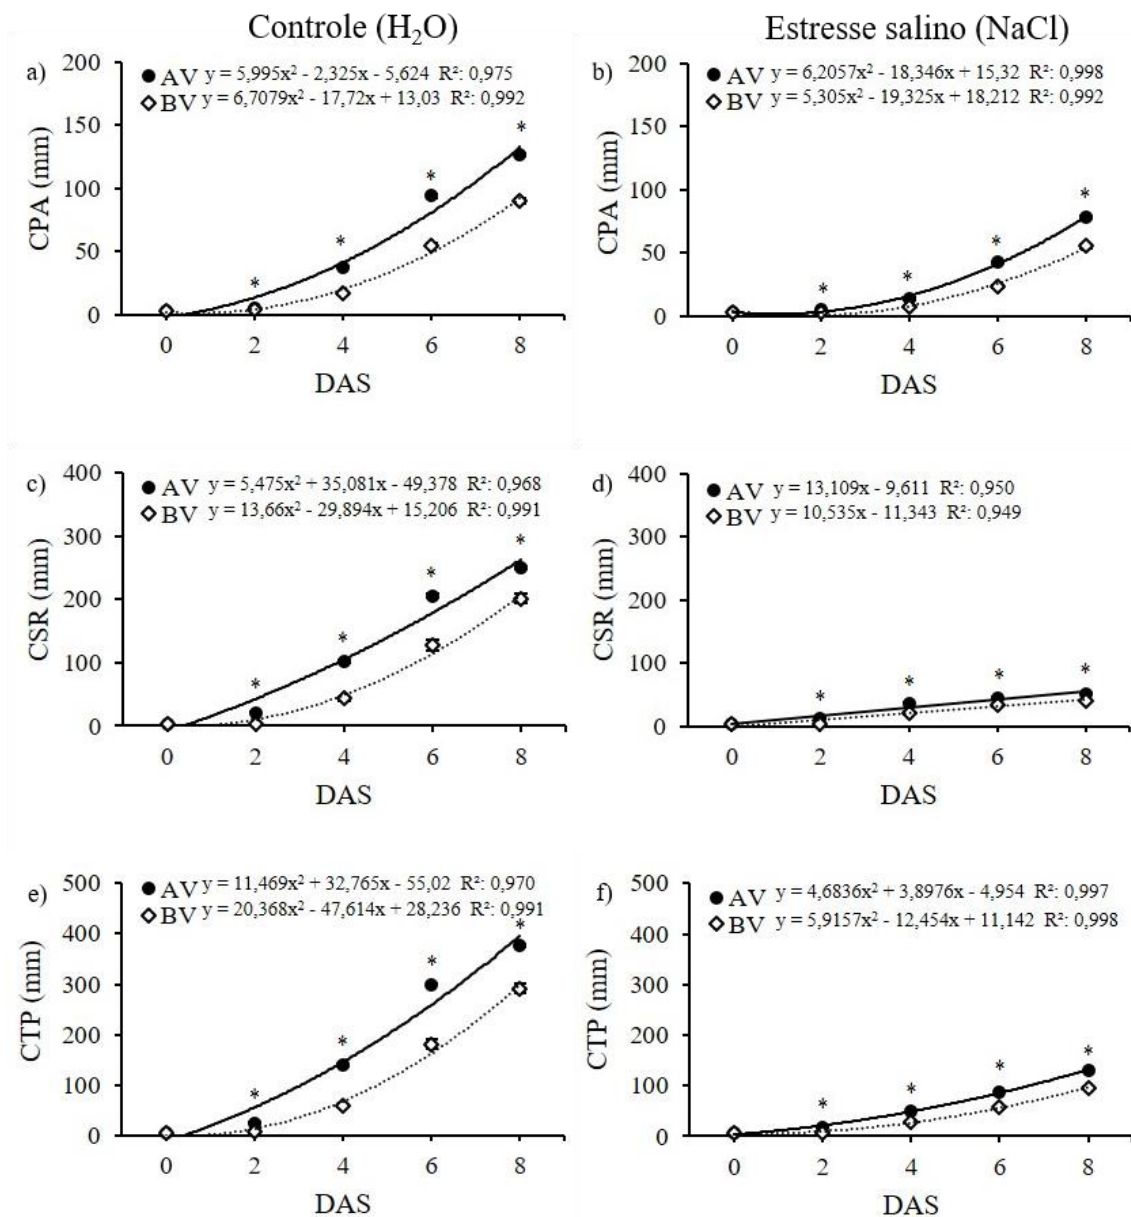 Controle (H₂O)
Estresse salino (NaCl)
a)
AV y = 5,995x² - 2,325x - 5,624 R²: 0,975
BV y = 6,7079x² - 17,72x + 13,03 R²: 0,992
200
150
100
50
0
CPA (mm)
*
*
*
*
0 2 4 6 8
DAS
b)
AV y = 6,2057x² - 18,346x + 15,32 R²: 0,998
BV y = 5,305x² - 19,325x + 18,212 R²: 0,992
200
150
100
50
0
CPA (mm)
*
*
*
*
0 2 4 6 8
DAS
c)
AV y = 5,475x² + 35,081x - 49,378 R²: 0,968
BV y = 13,66x² - 29,894x + 15,206 R²: 0,991
400
300
200
100
0
CSR (mm)
*
*
*
*
0 2 4 6 8
DAS
d)
AV y = 13,109x - 9,611 R²: 0,950
BV y = 10,535x - 11,343 R²: 0,949
400
300
200
100
0
CSR (mm)
*
*
*
*
0 2 4 6 8
DAS
e)
AV y = 11,469x² + 32,765x - 55,02 R²: 0,970
BV y = 20,368x² - 47,614x + 28,236 R²: 0,991
500
400
300
200
100
0
CTP (mm)
*
*
*
*
0 2 4 6 8
DAS
f)
AV y = 4,6836x² + 3,8976x - 4,954 R²: 0,997
BV y = 5,9157x² - 12,454x + 11,142 R²: 0,998
500
400
300
200
100
0
CTP (mm)
*
*
*
*
0 2 4 6 8
DAS